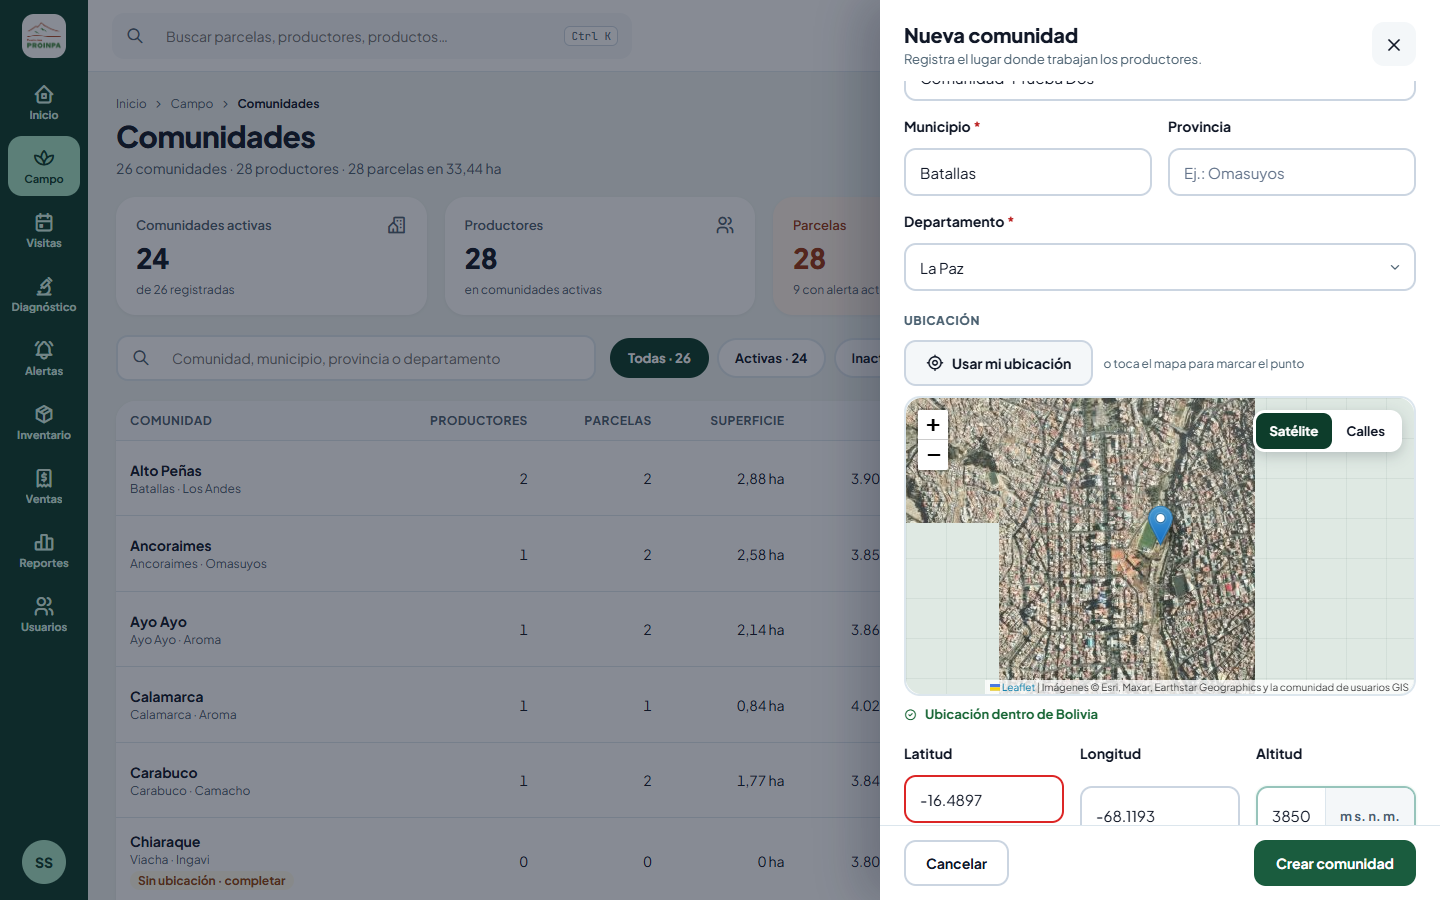 PROINPA
Inicio
Campo
Visitas
Diagnóstico
Alertas
Inventario
Ventas
Reportes
Usuarios
SS
Buscar parcelas, productores, productos...
Ctrl K
Inicio > Campo > Comunidades
Comunidades
26 comunidades · 28 productores · 28 parcelas en 33,44 ha
Comunidades activas
24
de 26 registradas
Productores
28
en comunidades activas
Parcelas
28
9 con alerta act
Comunidad, municipio, provincia o departamento
Todas · 26
Activas · 24
Inac
COMUNIDAD PRODUCTORES PARCELAS SUPERFICIE
Alto Peñas 2 2 2,88 ha 3.90
Batallas · Los Andes
Ancoraimes 1 2 2,58 ha 3.85
Ancoraimes · Omasuyos
Ayo Ayo 1 2 2,14 ha 3.86
Ayo Ayo · Aroma
Calamarca 1 1 0,84 ha 4.02
Calamarca · Aroma
Carabuco 1 2 1,77 ha 3.84
Carabuco · Camacho
Chiaraque 0 0 0 ha 3.80
Viacha · Ingavi
Sin ubicación · completar
Nueva comunidad
Registra el lugar donde trabajan los productores.
Comunidad Prueba Dos
Municipio *
Batallas
Provincia
Ej.: Omasuyos
Departamento *
La Paz
UBICACIÓN
Usar mi ubicación
o toca el mapa para marcar el punto
+
−
Satélite
Calles
Leaflet | Imágenes © Esri, Maxar, Earthstar Geographics y la comunidad de usuarios GIS
Ubicación dentro de Bolivia
Latitud
-16.4897
Longitud
-68.1193
Altitud
3850 m s. n. m.
Cancelar
Crear comunidad